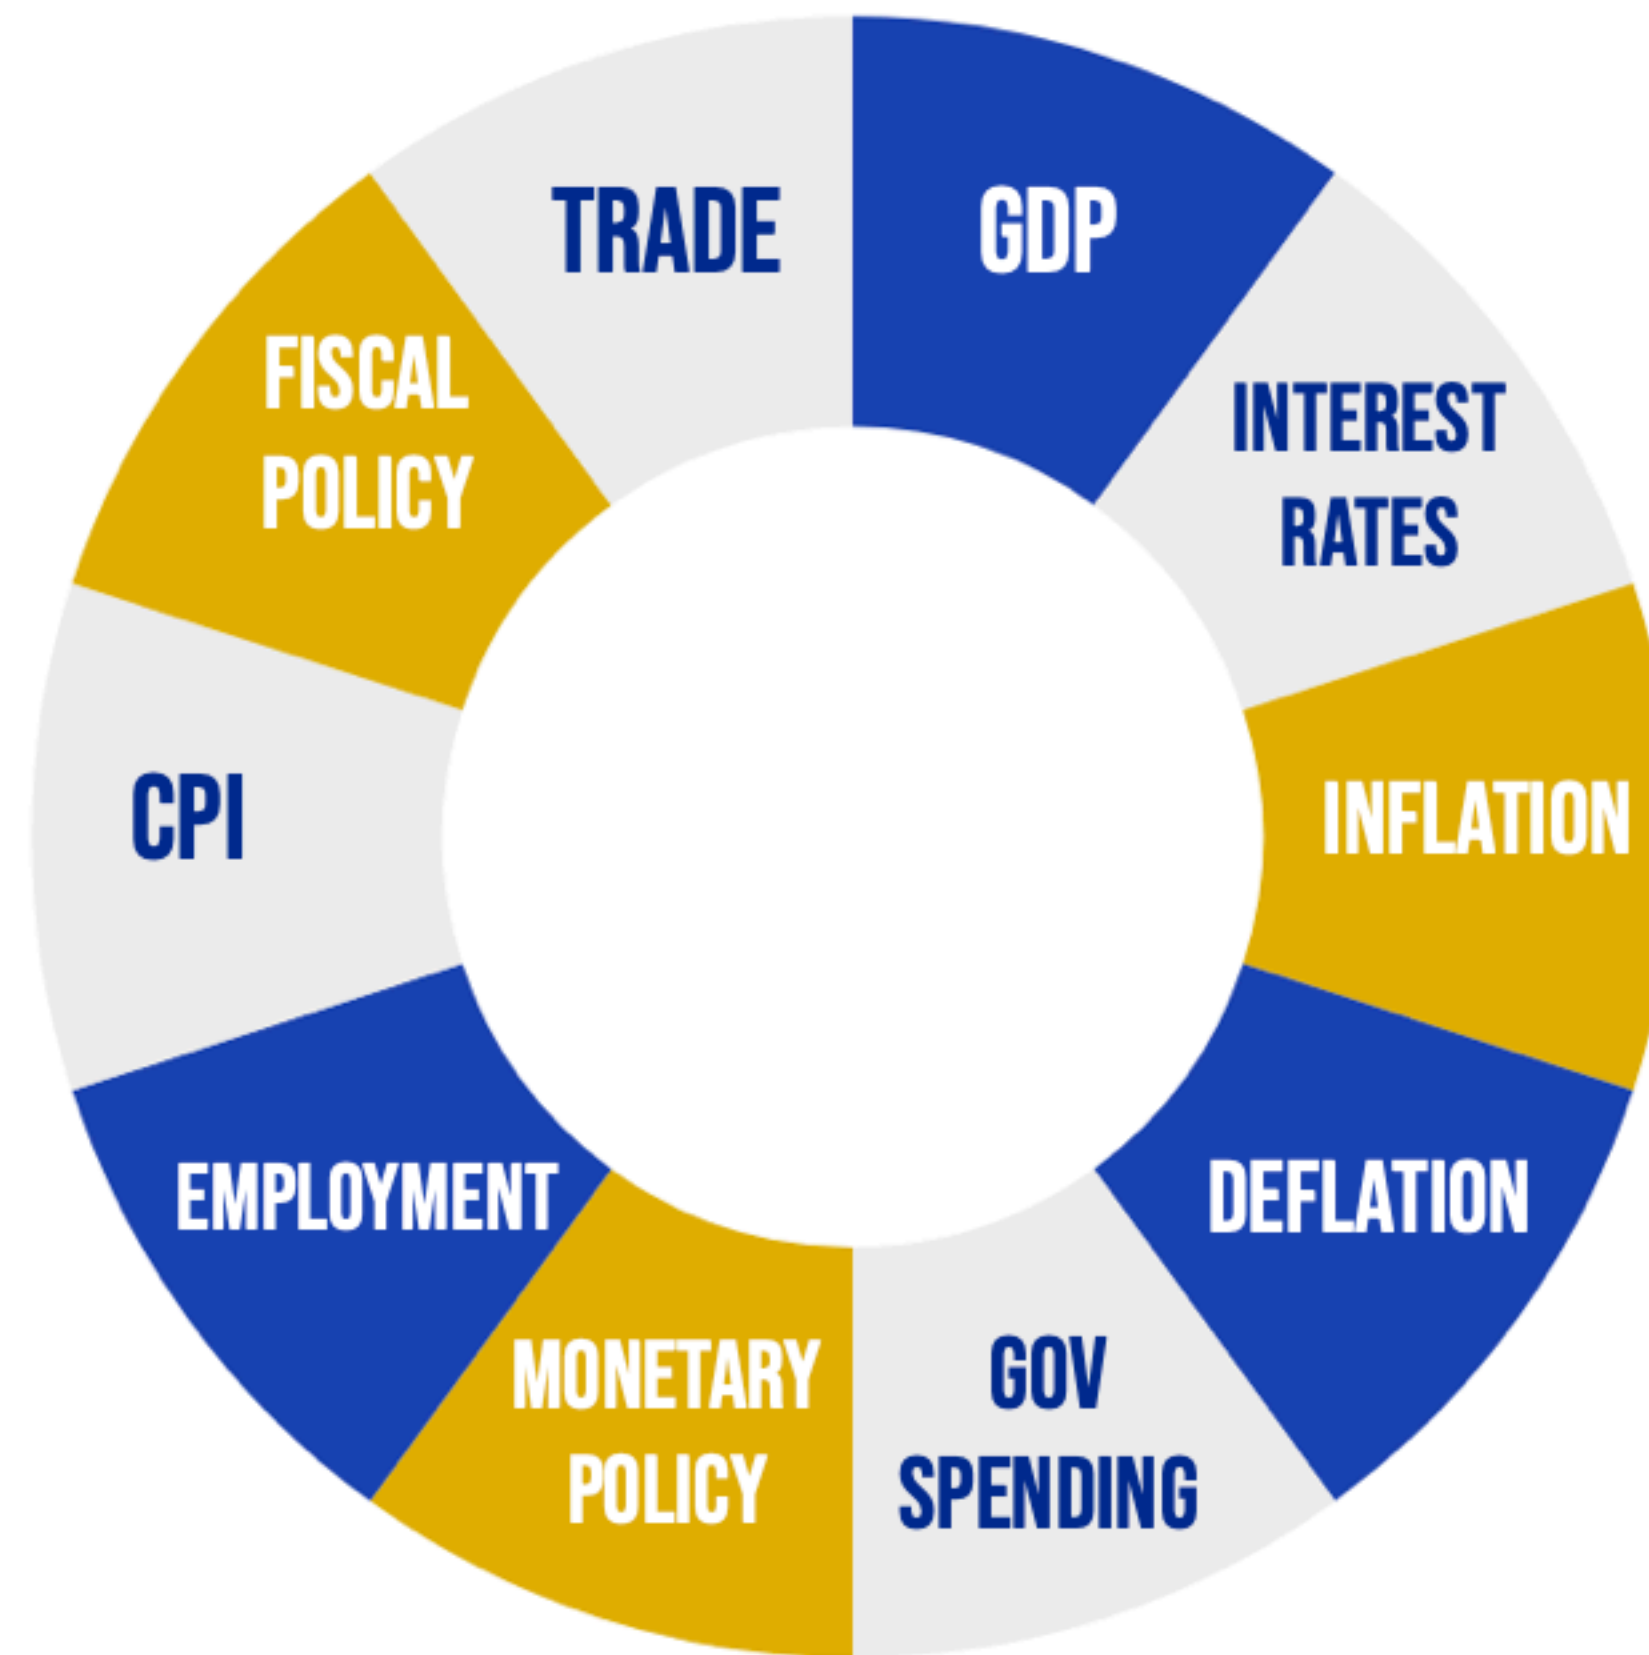 TRADE
GDP
FISCAL
POLICY
INTEREST
RATES
CPI
INFLATION
EMPLOYMENT
DEFLATION
MONETARY
POLICY
GOV
SPENDING